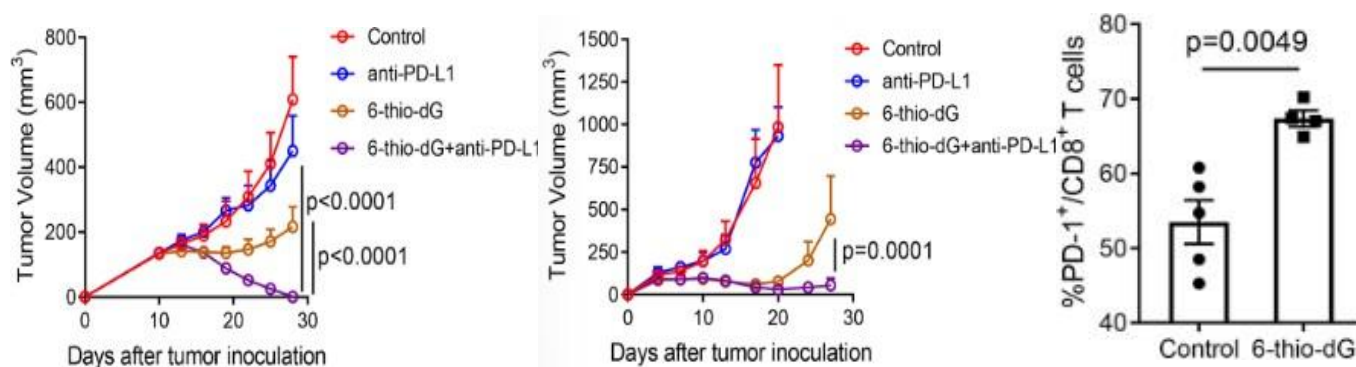 Tumor Volume (mm³)
800
600
400
200
0
0
10
20
30
Days after tumor inoculation
Control
anti-PD-L1
6-thio-dG
6-thio-dG+anti-PD-L1
p<0.0001
p<0.0001
Tumor Volume (mm³)
1500
1250
1000
750
500
250
0
0
10
20
30
Days after tumor inoculation
Control
anti-PD-L1
6-thio-dG
6-thio-dG+anti-PD-L1
p=0.0001
%PD-1⁺/CD8⁺ T cells
80
70
60
50
40
p=0.0049
Control 6-thio-dG